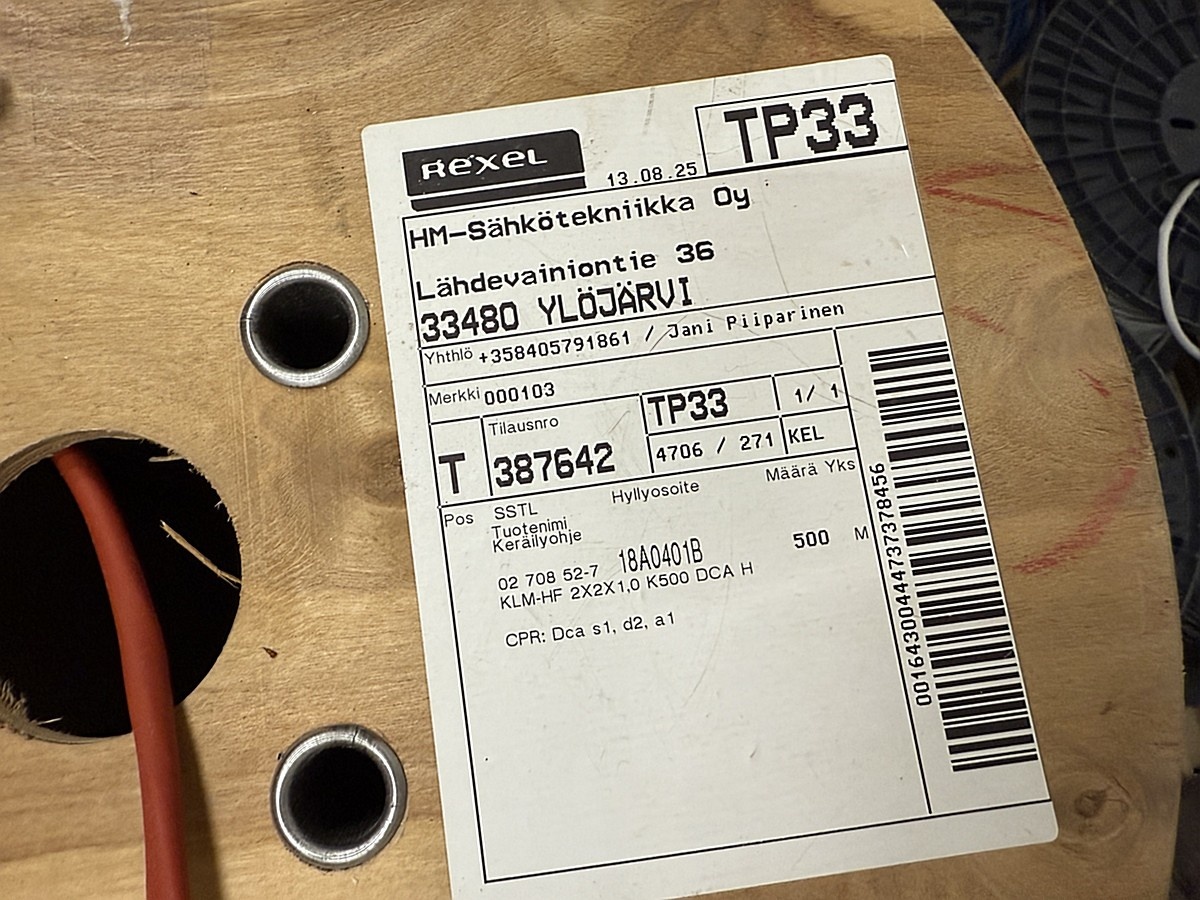 REXEL
13.08.25
TP33
HM-Sähkötekniikka Oy
Lähdevainiontie 36
33480 YLÖJÄRVI
Yhthlö +358405791861 / Jani Piiparinen
Merkki 000103
T
Tilausnro
387642
TP33
1/ 1
4706 / 271
KEL
Pos
SSTL
Tuotenimi
Keräilyohje
Hyllyosoite
Määrä Yks
02 708 52-7 18A0401B 500 M
KLM-HF 2X2X1,0 K500 DCA H
CPR: Dca s1, d2, a1
00164300444737378456